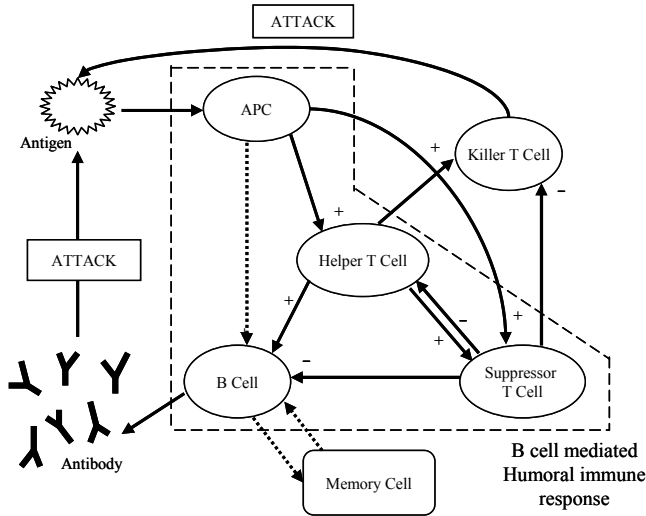 ATTACK
APC
Antigen
Killer T Cell
+
–
+
Helper T Cell
ATTACK
+
–
+
+
B Cell
–
Suppressor
T Cell
Antibody
Memory Cell
B cell mediated
Humoral immune
response